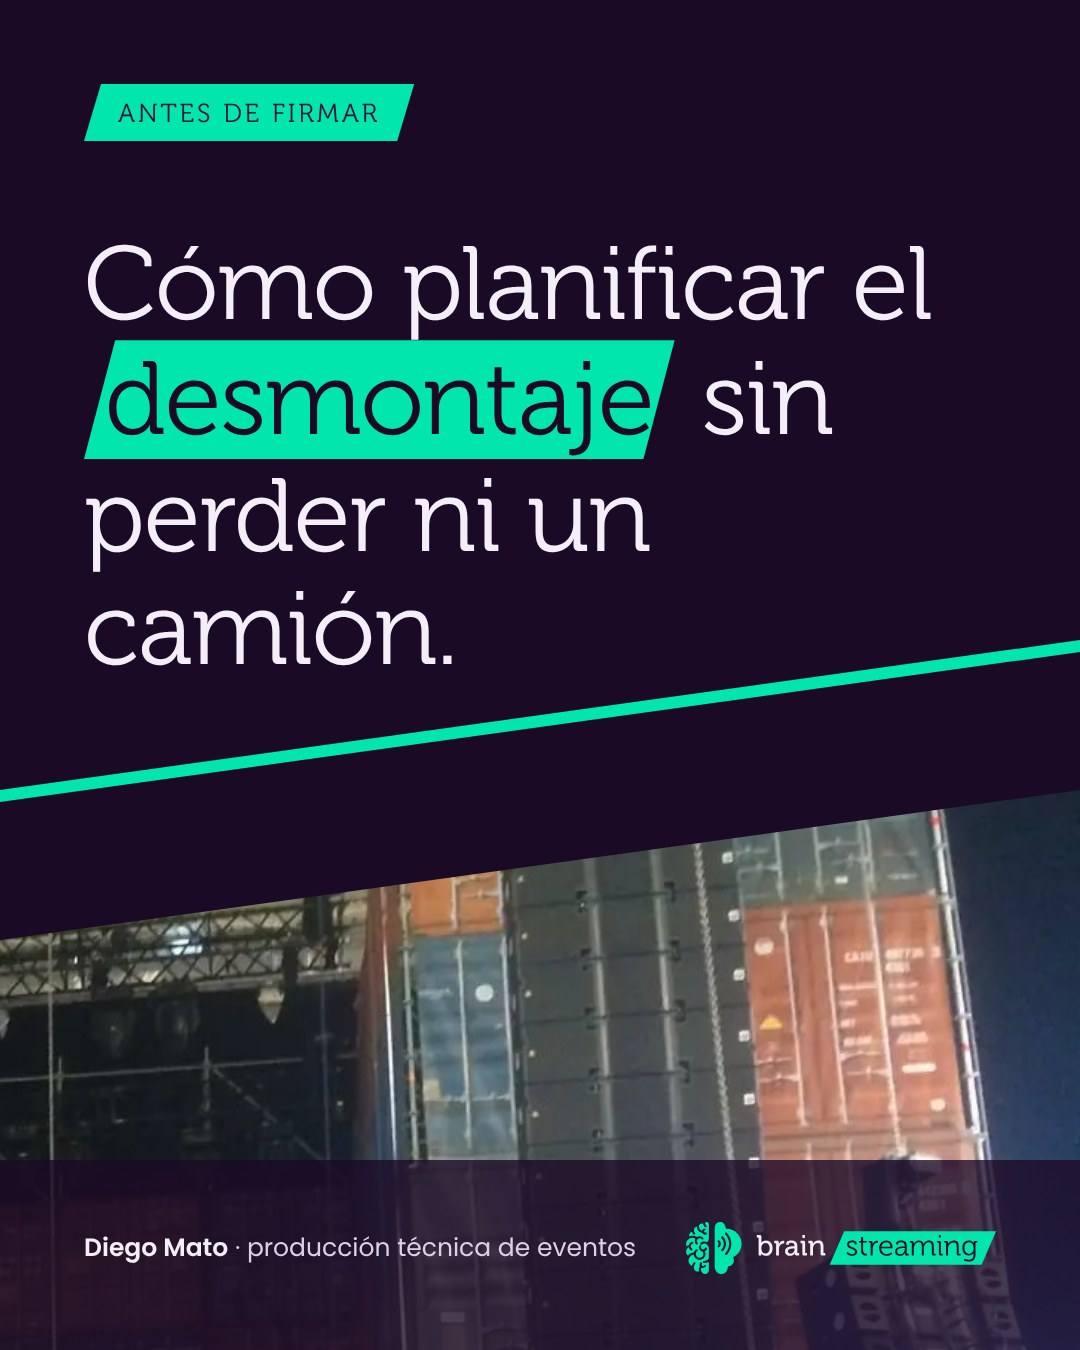 ANTES DE FIRMAR
Cómo planificar el
desmontaje sin
perder ni un
camión.
Diego Mato · producción técnica de eventos
brain streaming